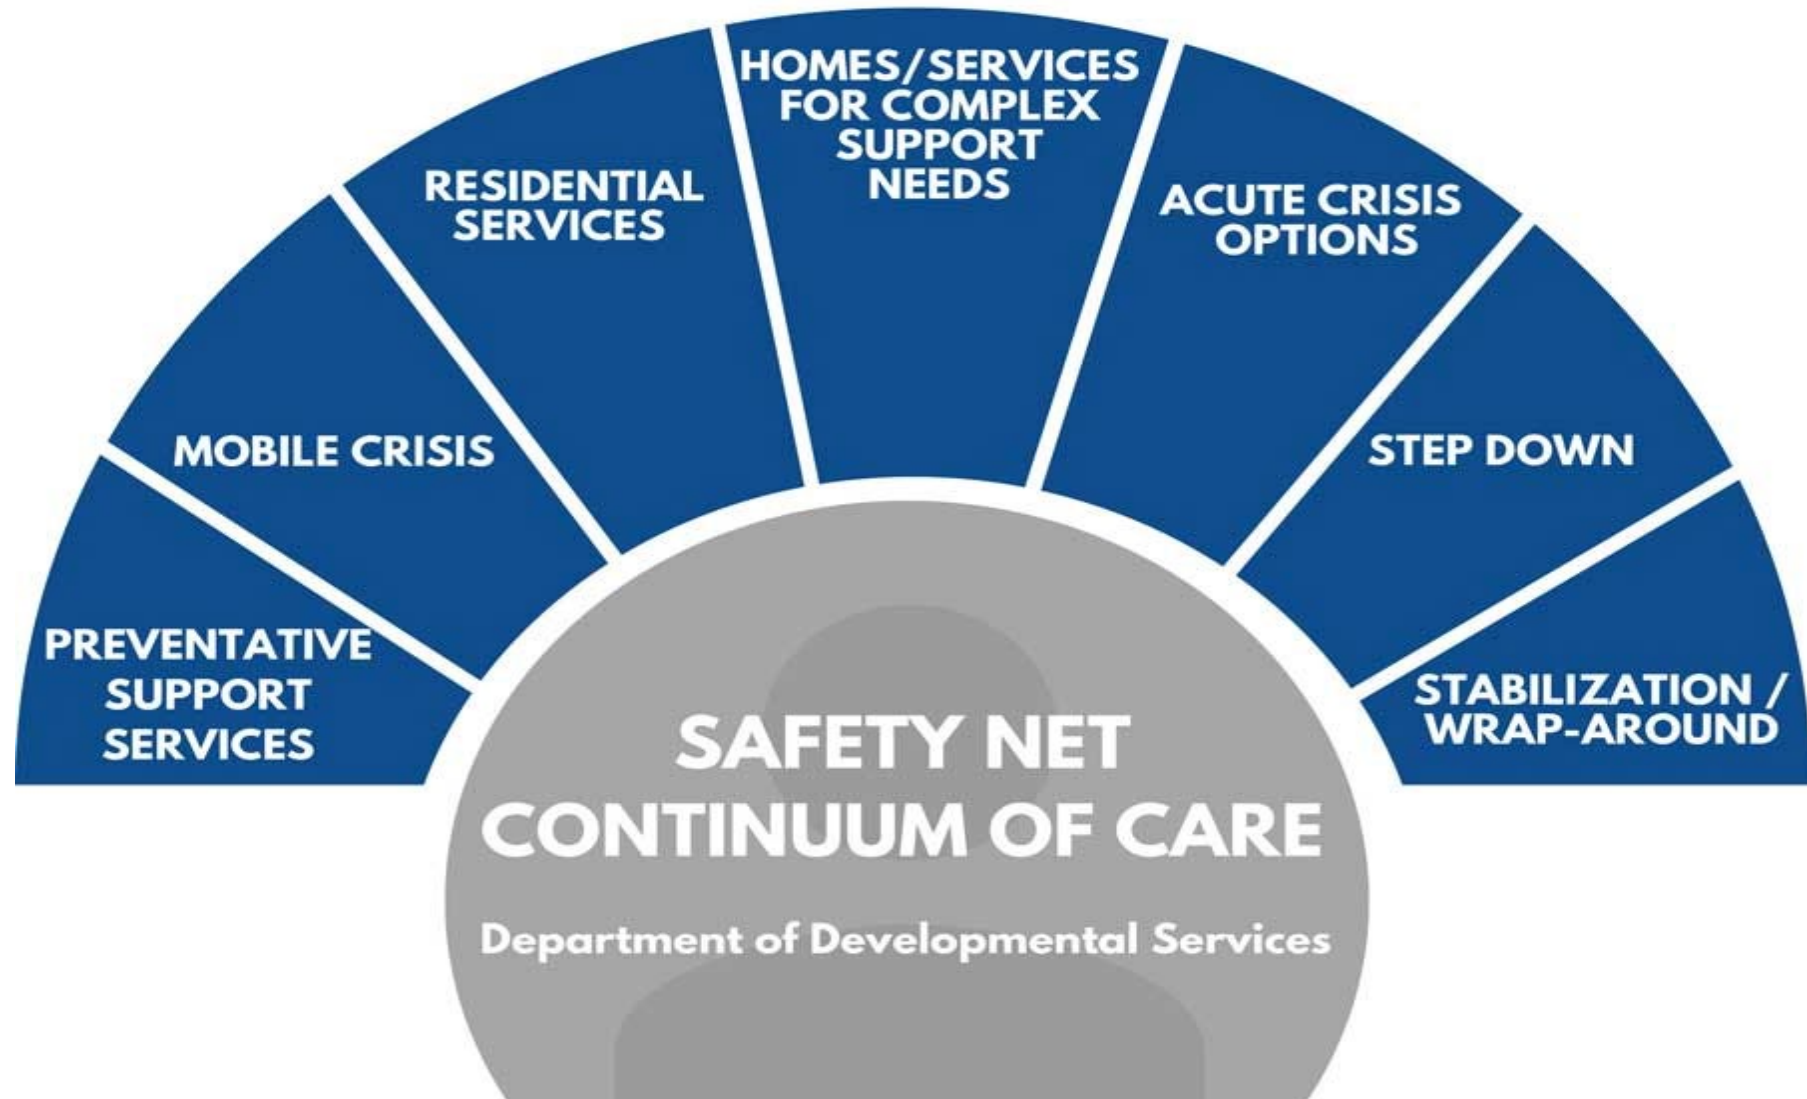 PREVENTATIVE
SUPPORT
SERVICES
MOBILE CRISIS
RESIDENTIAL
SERVICES
HOMES/SERVICES
FOR COMPLEX
SUPPORT
NEEDS
ACUTE CRISIS
OPTIONS
STEP DOWN
STABILIZATION /
WRAP-AROUND
SAFETY NET
CONTINUUM OF CARE
Department of Developmental Services